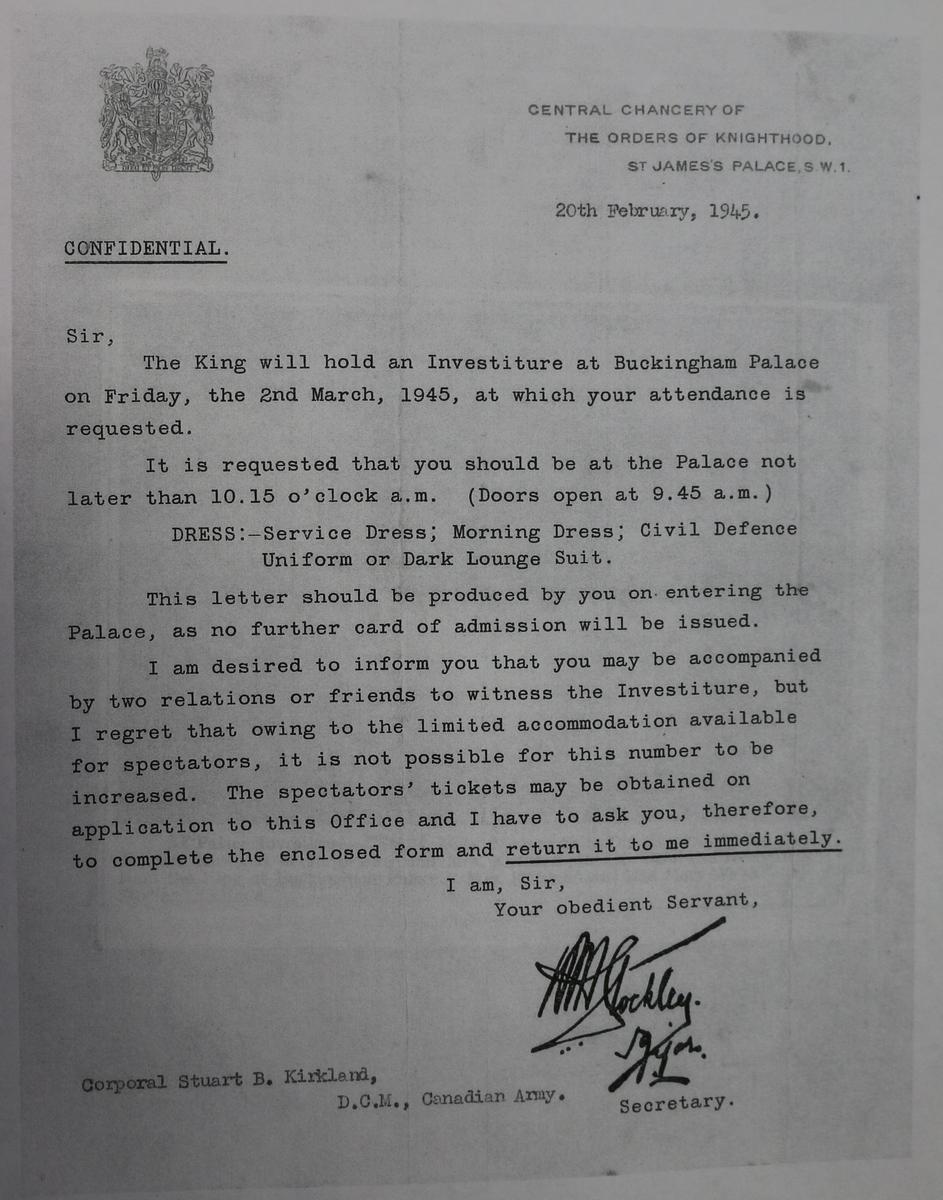 CENTRAL CHANCERY OF
THE ORDERS OF KNIGHTHOOD,
ST JAMES'S PALACE, S.W.1.
20th February, 1945.
CONFIDENTIAL.
Sir,
The King will hold an Investiture at Buckingham Palace
on Friday, the 2nd March, 1945, at which your attendance is
requested.
It is requested that you should be at the Palace not
later than 10.15 o'clock a.m. (Doors open at 9.45 a.m.)
DRESS:—Service Dress; Morning Dress; Civil Defence
Uniform or Dark Lounge Suit.
This letter should be produced by you on entering the
Palace, as no further card of admission will be issued.
I am desired to inform you that you may be accompanied
by two relations or friends to witness the Investiture, but
I regret that owing to the limited accommodation available
for spectators, it is not possible for this number to be
increased. The spectators' tickets may be obtained on
application to this Office and I have to ask you, therefore,
to complete the enclosed form and return it to me immediately.
I am, Sir,
Your obedient Servant,
Stockley.
Corporal Stuart B. Kirkland,
D.C.M., Canadian Army.
Secretary.